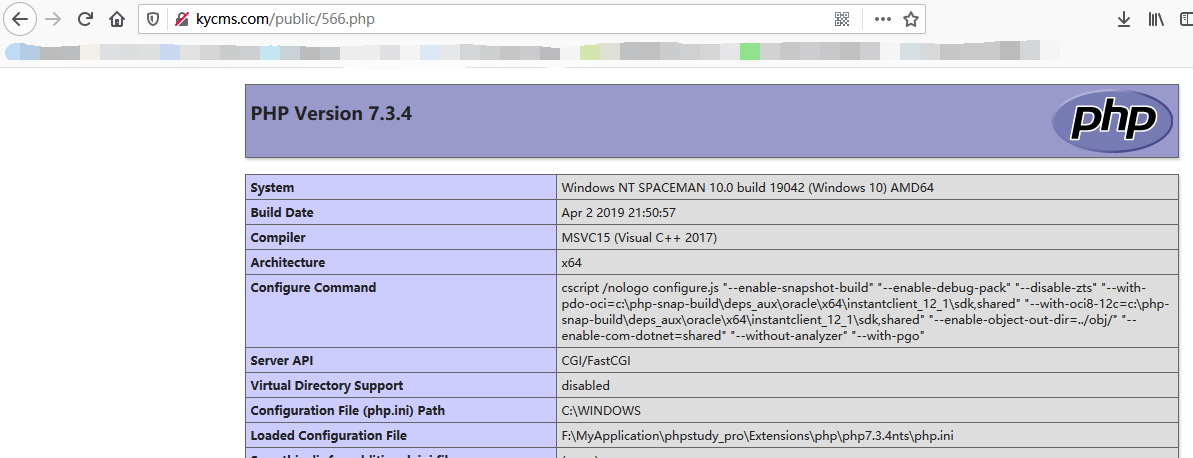 kycms.com/public/566.php
PHP Version 7.3.4
php
System Windows NT SPACEMAN 10.0 build 19042 (Windows 10) AMD64
Build Date Apr 2 2019 21:50:57
Compiler MSVC15 (Visual C++ 2017)
Architecture x64
Configure Command cscript /nologo configure.js "--enable-snapshot-build" "--enable-debug-pack" "--disable-zts" "--with-
pdo-oci=c:\php-snap-build\deps_aux\oracle\x64\instantclient_12_1\sdk,shared" "--with-oci8-12c=c:\php-
snap-build\deps_aux\oracle\x64\instantclient_12_1\sdk,shared" "--enable-object-out-dir=../obj/" "--
enable-com-dotnet=shared" "--without-analyzer" "--with-pgo"
Server API CGI/FastCGI
Virtual Directory Support disabled
Configuration File (php.ini) Path C:\WINDOWS
Loaded Configuration File F:\MyApplication\phpstudy_pro\Extensions\php\php7.3.4nts\php.ini